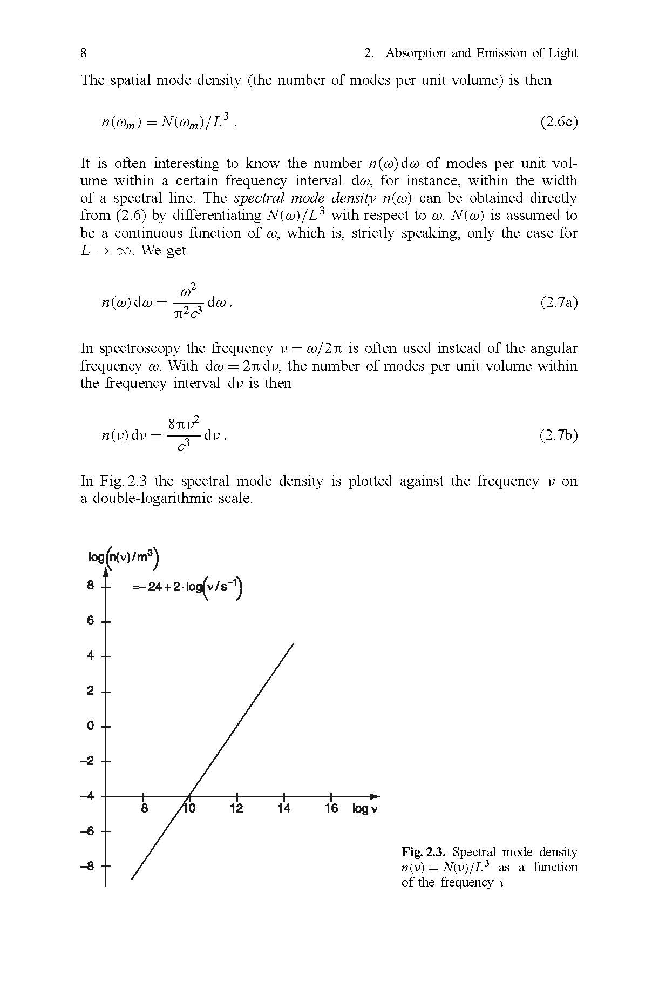 8 2. Absorption and Emission of Light
The spatial mode density (the number of modes per unit volume) is then
n(ωₘ) = N(ωₘ)/L³ . (2.6c)
It is often interesting to know the number n(ω) dω of modes per unit vol-
ume within a certain frequency interval dω, for instance, within the width
of a spectral line. The spectral mode density n(ω) can be obtained directly
from (2.6) by differentiating N(ω)/L³ with respect to ω. N(ω) is assumed to
be a continuous function of ω, which is, strictly speaking, only the case for
L → ∞. We get
n(ω) dω = ω²/π²c³ dω . (2.7a)
In spectroscopy the frequency ν = ω/2π is often used instead of the angular
frequency ω. With dω = 2π dν, the number of modes per unit volume within
the frequency interval dν is then
n(ν) dν = 8πν²/c³ dν . (2.7b)
In Fig. 2.3 the spectral mode density is plotted against the frequency ν on
a double-logarithmic scale.
log(n(ν)/m³)
=–24+2·log(ν/s⁻¹)
8
6
4
2
0
–2
–4
–6
–8
8 10 12 14 16 log ν
Fig. 2.3. Spectral mode density
n(ν) = N(ν)/L³ as a function
of the frequency ν